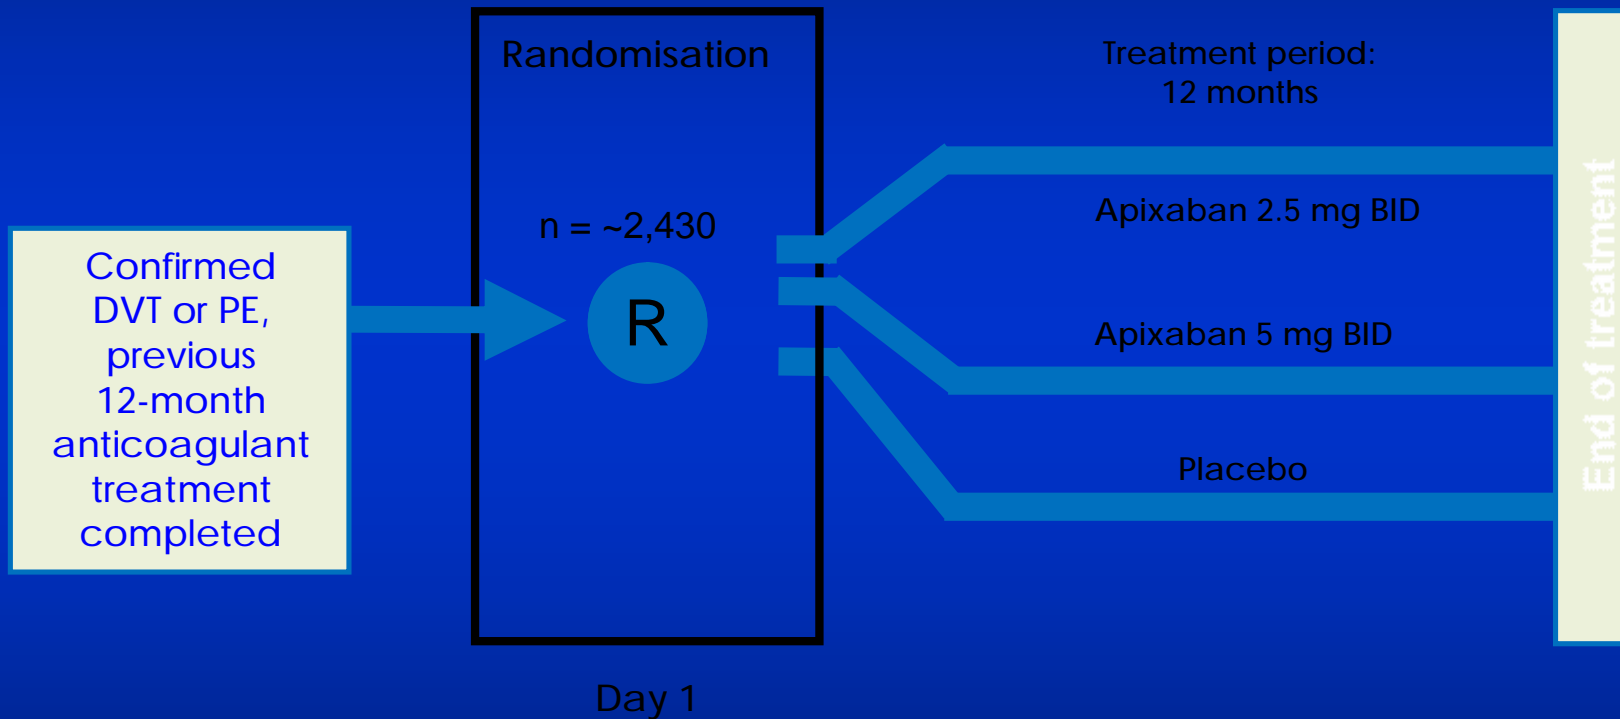 Confirmed
DVT or PE,
previous
12-month
anticoagulant
treatment
completed
Randomisation
n = ~2,430
R
Day 1
Treatment period:
12 months
Apixaban 2.5 mg BID
Apixaban 5 mg BID
Placebo
End of treatment